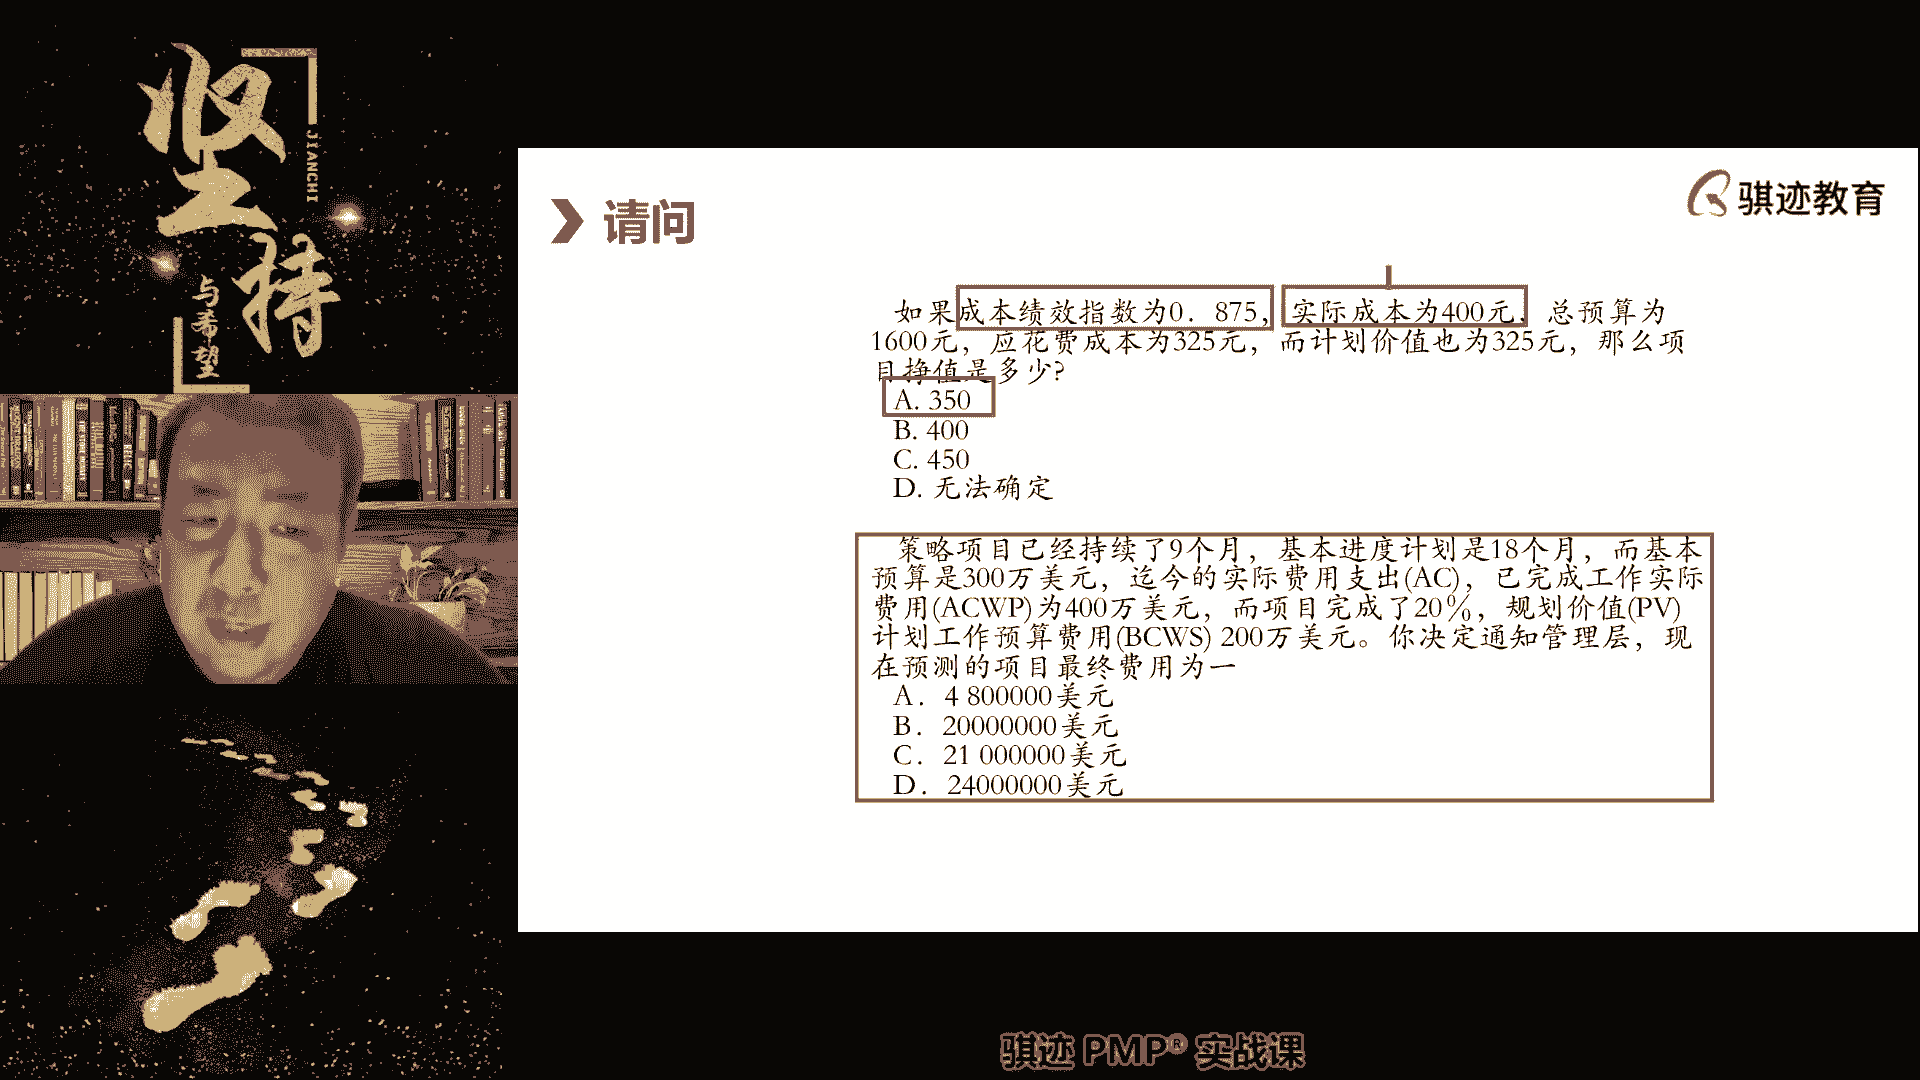 坚持
JIANCHI
与希望
请问
骐迹教育
如果成本绩效指数为0. 875, 实际成本为400元、总预算为
1600元, 应花费成本为325元, 而计划价值也为325元, 那么项
目挣值是多少?
A. 350
B. 400
C. 450
D. 无法确定
策略项目已经持续了9个月, 基本进度计划是18个月, 而基本
预算是300万美元, 迄今的实际费用支出(AC), 已完成工作实际
费用(ACWP)为400万美元, 而项目完成了20%, 规划价值(PV)
计划工作预算费用(BCWS) 200万美元。你决定通知管理层, 现
在预测的项目最终费用为一
A. 4 800000美元
B. 20000000美元
C. 21 000000美元
D. 24000000美元
骐迹 PMP® 实战课